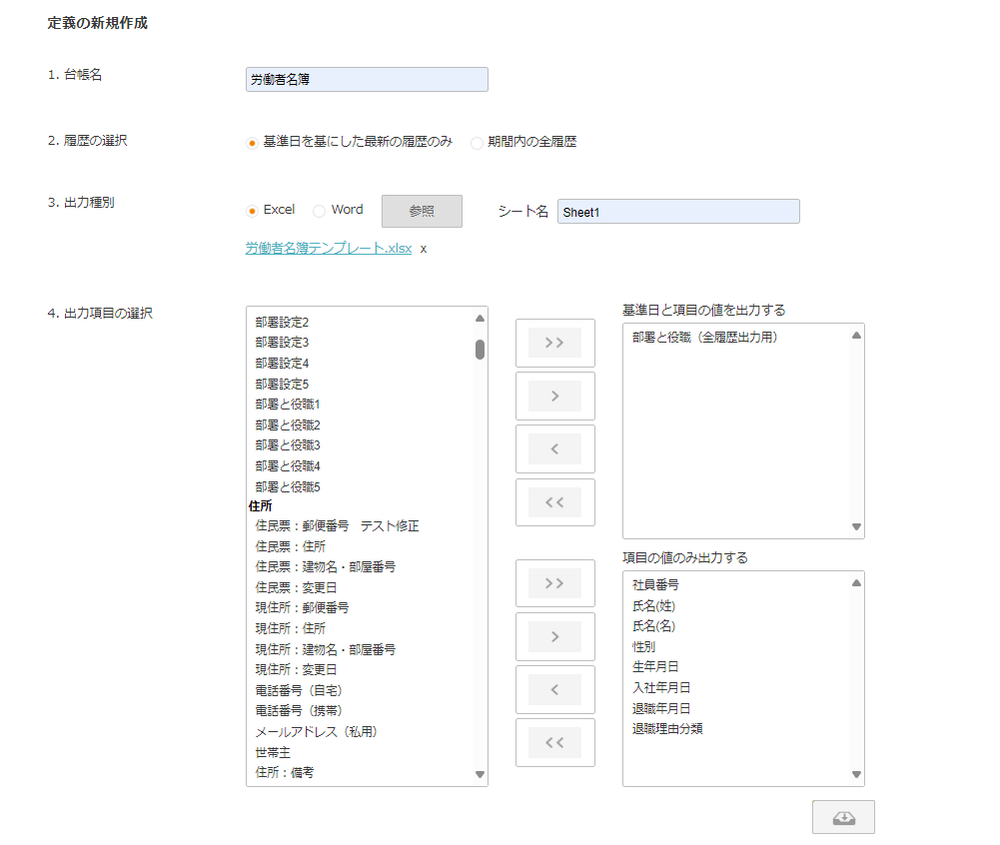 定義の新規作成
1. 台帳名
労働者名簿
2. 履歴の選択
基準日を基にした最新の履歴のみ 期間内の全履歴
3. 出力種別
Excel Word 参照 シート名 Sheet1
労働者名簿テンプレート.xlsx x
4. 出力項目の選択
部署設定2
部署設定3
部署設定4
部署設定5
部署と役職1
部署と役職2
部署と役職3
部署と役職4
部署と役職5
住所
住民票：郵便番号　テスト修正
住民票：住所
住民票：建物名・部屋番号
住民票：変更日
現住所：郵便番号
現住所：住所
現住所：建物名・部屋番号
現住所：変更日
電話番号（自宅）
電話番号（携帯）
メールアドレス（私用）
世帯主
住所：備考
>>
>
<
<<
>>
>
<
<<
基準日と項目の値を出力する
部署と役職（全履歴出力用）
項目の値のみ出力する
社員番号
氏名(姓)
氏名(名)
性別
生年月日
入社年月日
退職年月日
退職理由分類